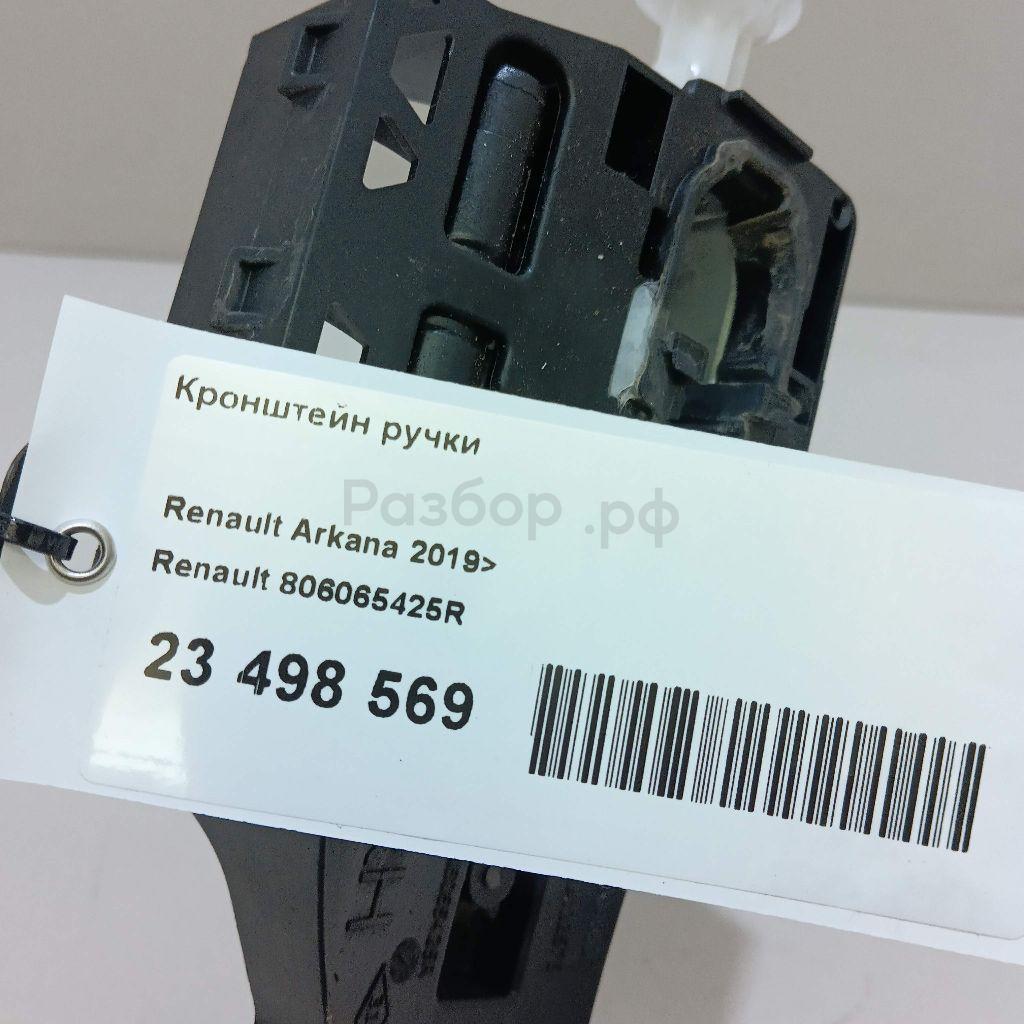 Кронштейн ручки
Разбор.рф
Renault Arkana 2019>
Renault 806065425R
23 498 569